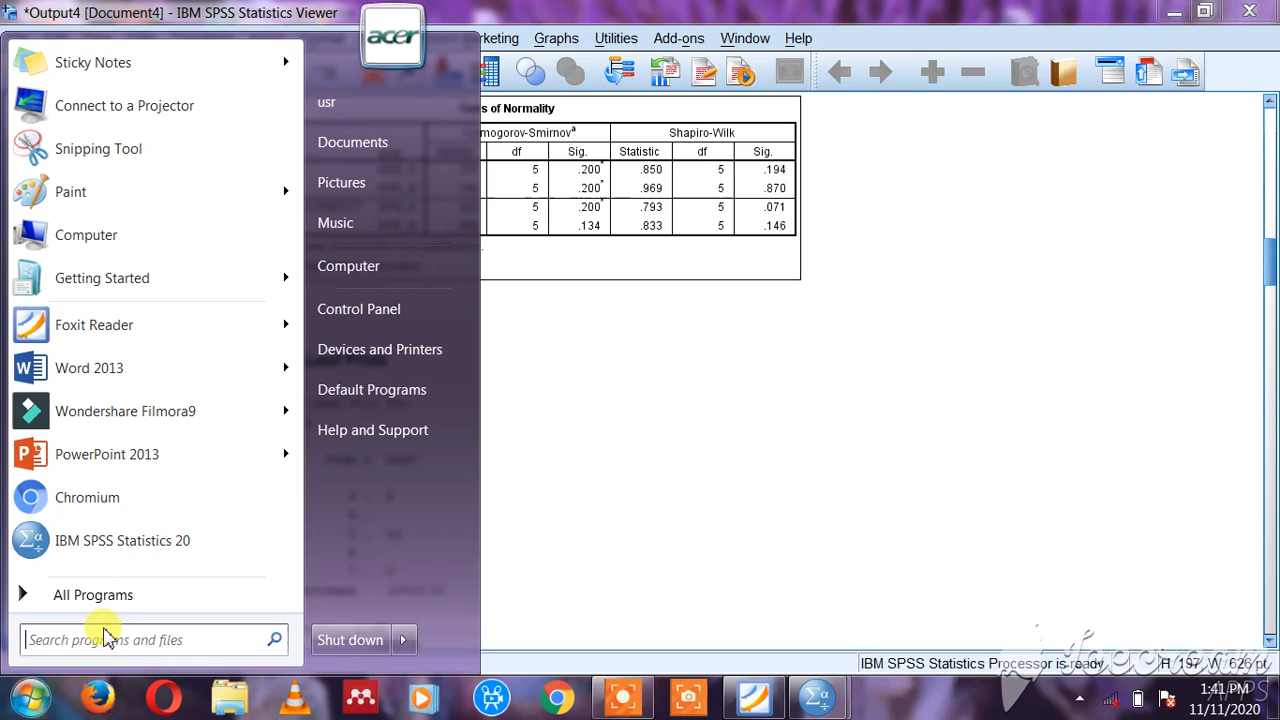 *Output4 [Document4] - IBM SPSS Statistics Viewer
acer
Graphs Utilities Add-ons Window Help
Sticky Notes
Connect to a Projector
Snipping Tool
Paint
Computer
Getting Started
Foxit Reader
Word 2013
Wondershare Filmora9
PowerPoint 2013
Chromium
IBM SPSS Statistics 20
All Programs
Search programs and files
usr
Documents
Pictures
Music
Computer
Control Panel
Devices and Printers
Default Programs
Help and Support
Shut down
of Normality
mogorov-Smirnovᵃ Shapiro-Wilk
df Sig. Statistic df Sig.
5 .200* .850 5 .194
5 .200* .969 5 .870
5 .200* .793 5 .071
5 .134 .833 5 .146
IBM SPSS Statistics Processor is ready
H: 197, W: 626 pt.
APPS
1:41 PM
11/11/2020